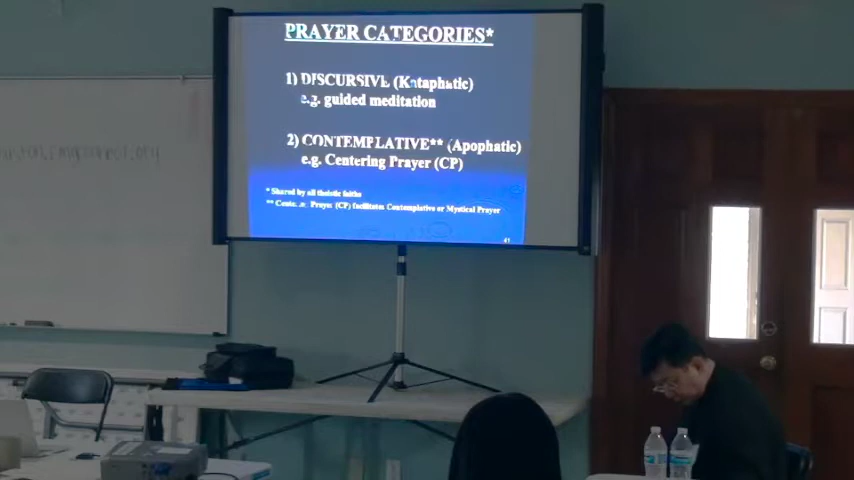 PRAYER CATEGORIES*
1) DISCURSIVE (Kataphatic)
e.g. guided meditation
2) CONTEMPLATIVE** (Apophatic)
e.g. Centering Prayer (CP)
* Shared by all theistic faiths
** Prayer (CP) facilitates Contemplative or Mystical Prayer